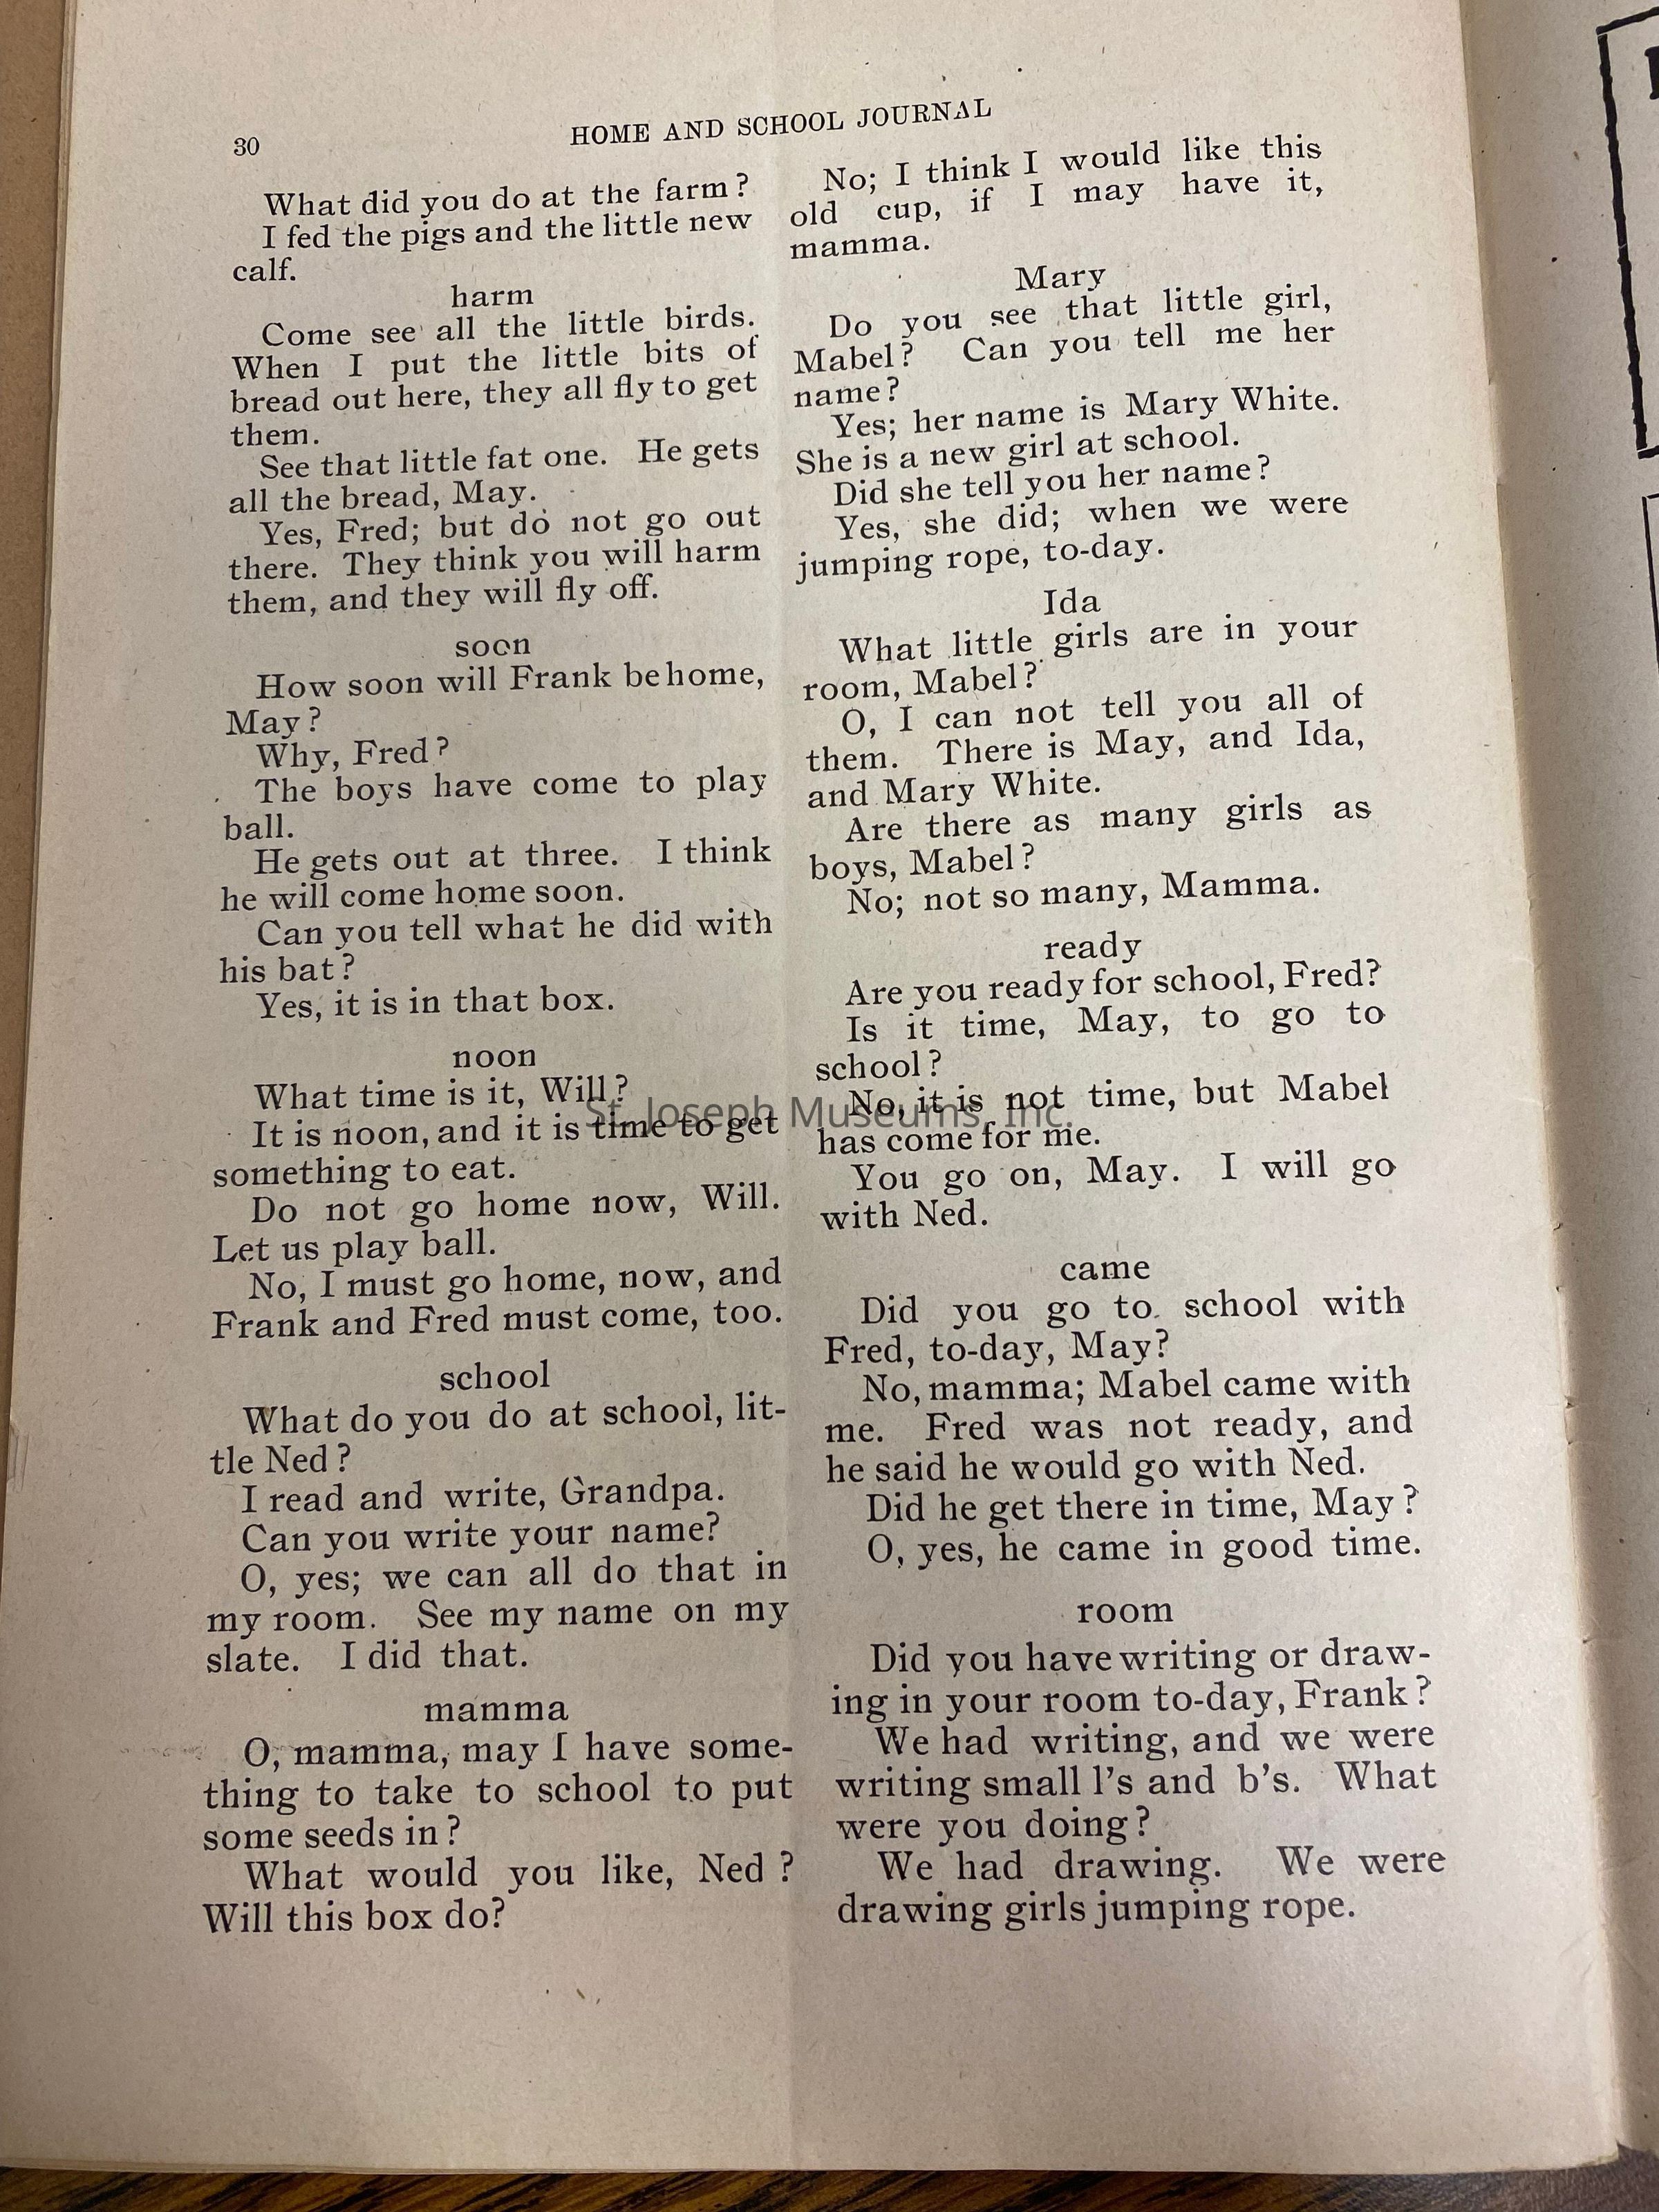 30
HOME AND SCHOOL JOURNAL
What did you do at the farm?
I fed the pigs and the little new
calf.
harm
Come see all the little birds.
When I put the little bits of
bread out here, they all fly to get
them.
See that little fat one. He gets
all the bread, May.
Yes, Fred; but do not go out
there. They think you will harm
them, and they will fly off.
soon
How soon will Frank be home,
May?
Why, Fred?
The boys have come to play
ball.
He gets out at three. I think
he will come home soon.
Can you tell what he did with
his bat?
Yes, it is in that box.
noon
What time is it, Will?
It is noon, and it is time to get
something to eat.
Do not go home now, Will.
Let us play ball.
No, I must go home, now, and
Frank and Fred must come, too.
school
What do you do at school, lit-
tle Ned?
I read and write, Grandpa.
Can you write your name?
O, yes; we can all do that in
my room. See my name on my
slate. I did that.
mamma
O, mamma, may I have some-
thing to take to school to put
some seeds in?
What would you like, Ned?
Will this box do?
No; I think I would like this
old cup, if I may have it,
mamma.
Mary
Do you see that little girl,
Mabel? Can you tell me her
name?
Yes; her name is Mary White.
She is a new girl at school.
Did she tell you her name?
Yes, she did; when we were
jumping rope, to-day.
Ida
What little girls are in your
room, Mabel?
O, I can not tell you all of
them. There is May, and Ida,
and Mary White.
Are there as many girls as
boys, Mabel?
No; not so many, Mamma.
ready
Are you ready for school, Fred?
Is it time, May, to go to
school?
No, it is not time, but Mabel
has come for me.
You go on, May. I will go
with Ned.
came
Did you go to school with
Fred, to-day, May?
No, mamma; Mabel came with
me. Fred was not ready, and
he said he would go with Ned.
Did he get there in time, May?
O, yes, he came in good time.
room
Did you have writing or draw-
ing in your room to-day, Frank?
We had writing, and we were
writing small l's and b's. What
were you doing?
We had drawing. We were
drawing girls jumping rope.
St. Joseph Museums, Inc.